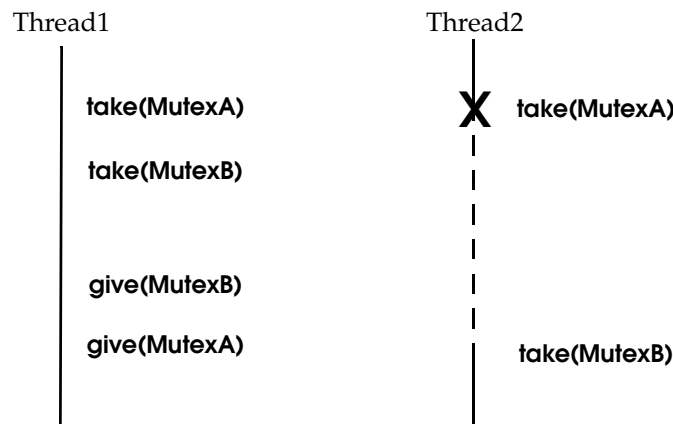 Thread1
take(MutexA)
take(MutexB)
give(MutexB)
give(MutexA)
Thread2
X
take(MutexA)
take(MutexB)